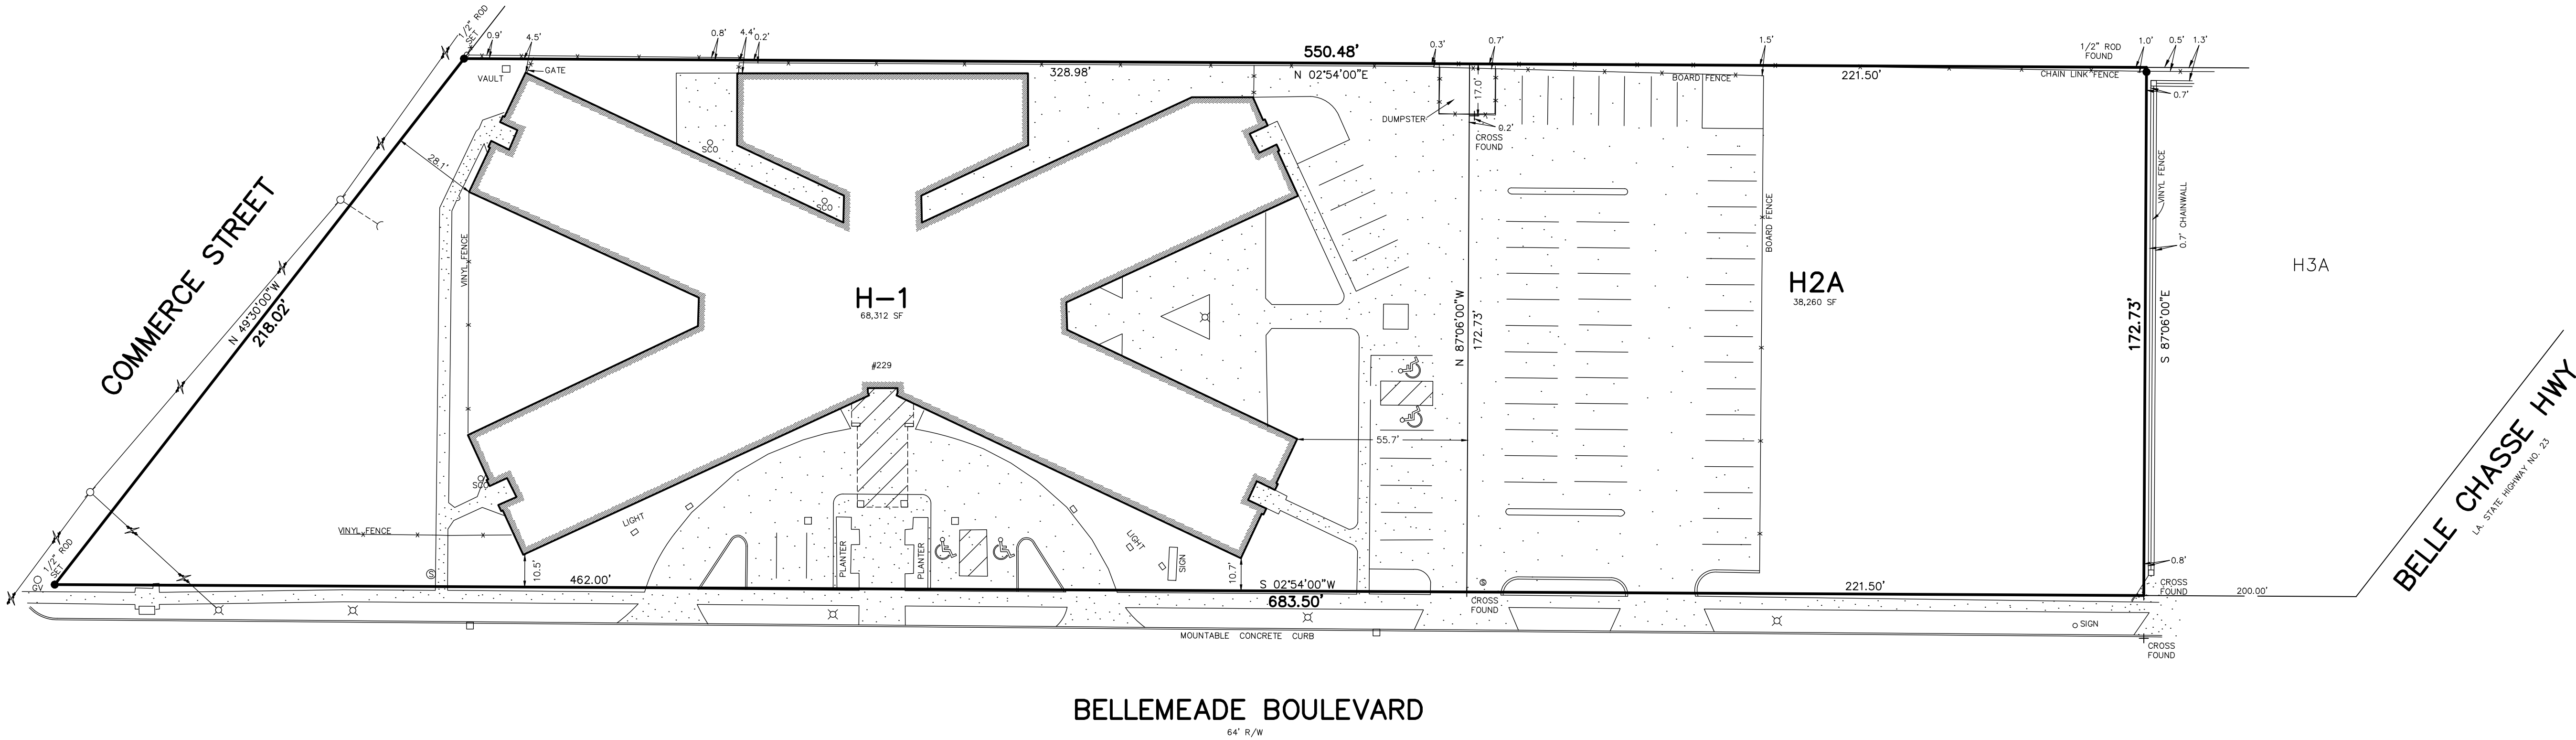 1/2" ROD
SET
0.9'
4.5'
0.8'
4.4'
0.2'
550.48'
0.3'
0.7'
1.5'
1/2" ROD
FOUND
1.0'
0.5'
1.3'
VAULT
GATE
328.98'
N 02°54'00"E
BOARD FENCE
221.50'
CHAIN LINK FENCE
17.0'
0.7'
DUMPSTER
0.2'
CROSS
FOUND
SCO
SCO
28.1'
COMMERCE STREET
N 49°30'00"W
218.02'
VINYL FENCE
H-1
68,312 SF
#229
N 87°06'00"W
172.73'
BOARD FENCE
H2A
38,260 SF
172.73'
S 87°06'00"E
VINYL FENCE
0.7' CHAINWALL
H3A
BELLE CHASSE HWY
LA. STATE HIGHWAY NO. 23
55.7'
SCO
VINYL FENCE
LIGHT
PLANTER
PLANTER
LIGHT
SIGN
1/2" ROD
SET
GV
S
10.5'
462.00'
10.7'
S 02°54'00"W
683.50'
S
CROSS
FOUND
221.50'
0.8'
CROSS
FOUND
200.00'
MOUNTABLE CONCRETE CURB
SIGN
CROSS
FOUND
BELLEMEADE BOULEVARD
64' R/W